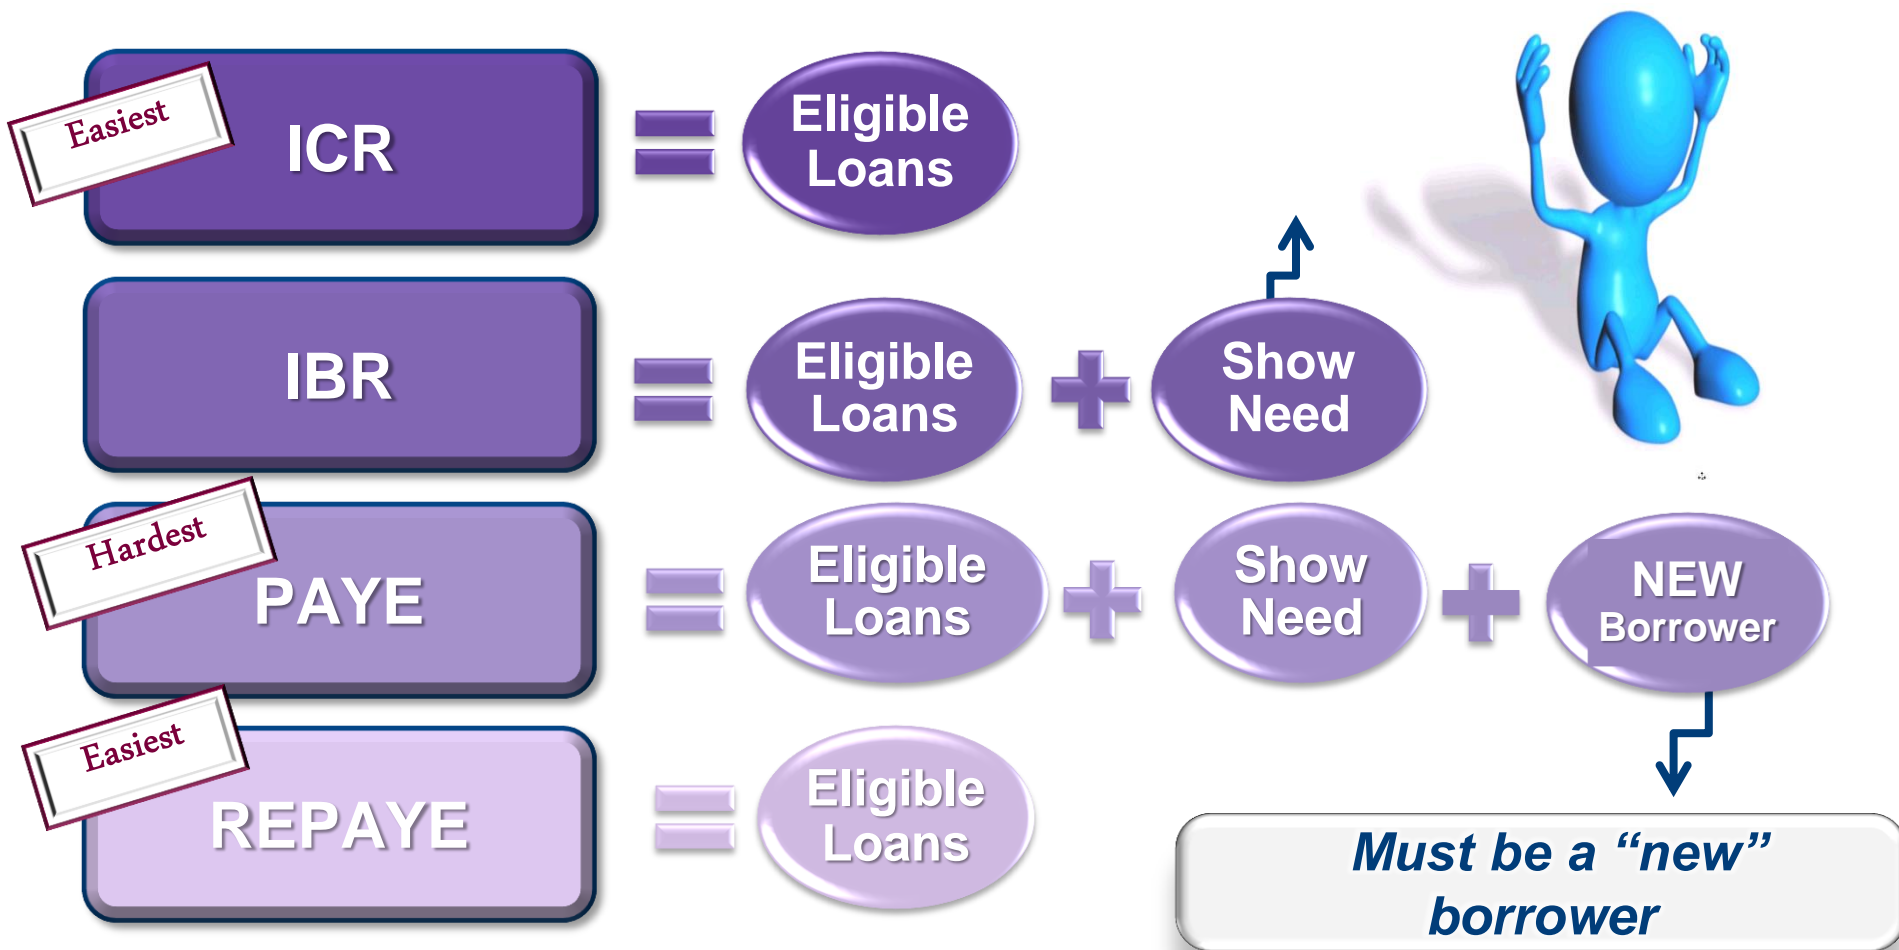 Easiest
ICR
Eligible
Loans
IBR
Eligible
Loans
Show
Need
Hardest
PAYE
Eligible
Loans
Show
Need
NEW
Borrower
Easiest
REPAYE
Eligible
Loans
Must be a “new”
borrower